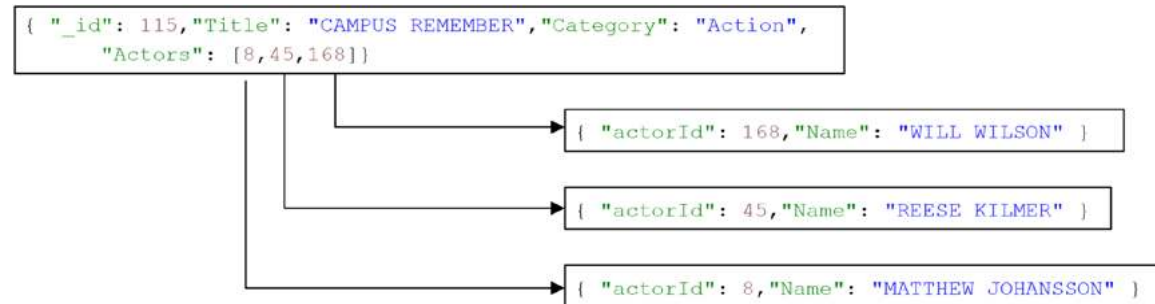 { "_id": 115,"Title": "CAMPUS REMEMBER","Category": "Action",
"Actors": [8,45,168]}
{ "actorId": 168,"Name": "WILL WILSON" }
{ "actorId": 45,"Name": "REESE KILMER" }
{ "actorId": 8,"Name": "MATTHEW JOHANSSON" }